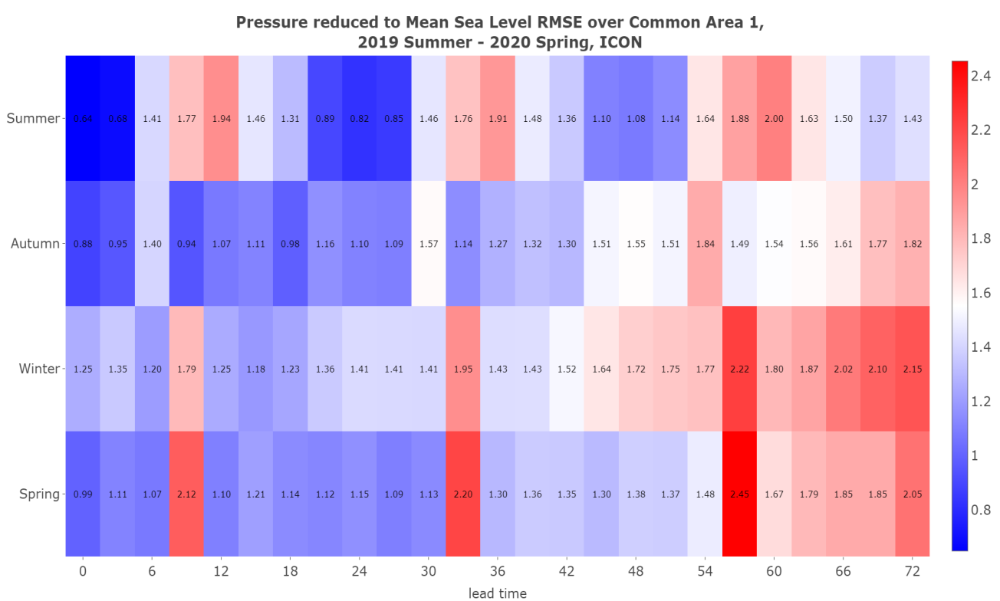 Pressure reduced to Mean Sea Level RMSE over Common Area 1,
2019 Summer - 2020 Spring, ICON
Summer 0.64 0.68 1.41 1.77 1.94 1.46 1.31 0.89 0.82 0.85 1.46 1.76 1.91 1.48 1.36 1.10 1.08 1.14 1.64 1.88 2.00 1.63 1.50 1.37 1.43
Autumn 0.88 0.95 1.40 0.94 1.07 1.11 0.98 1.16 1.10 1.09 1.57 1.14 1.27 1.32 1.30 1.51 1.55 1.51 1.84 1.49 1.54 1.56 1.61 1.77 1.82
Winter 1.25 1.35 1.20 1.79 1.25 1.18 1.23 1.36 1.41 1.41 1.41 1.95 1.43 1.43 1.52 1.64 1.72 1.75 1.77 2.22 1.80 1.87 2.02 2.10 2.15
Spring 0.99 1.11 1.07 2.12 1.10 1.21 1.14 1.12 1.15 1.09 1.13 2.20 1.30 1.36 1.35 1.30 1.38 1.37 1.48 2.45 1.67 1.79 1.85 1.85 2.05
0 6 12 18 24 30 36 42 48 54 60 66 72
lead time
2.4
2.2
2
1.8
1.6
1.4
1.2
1
0.8